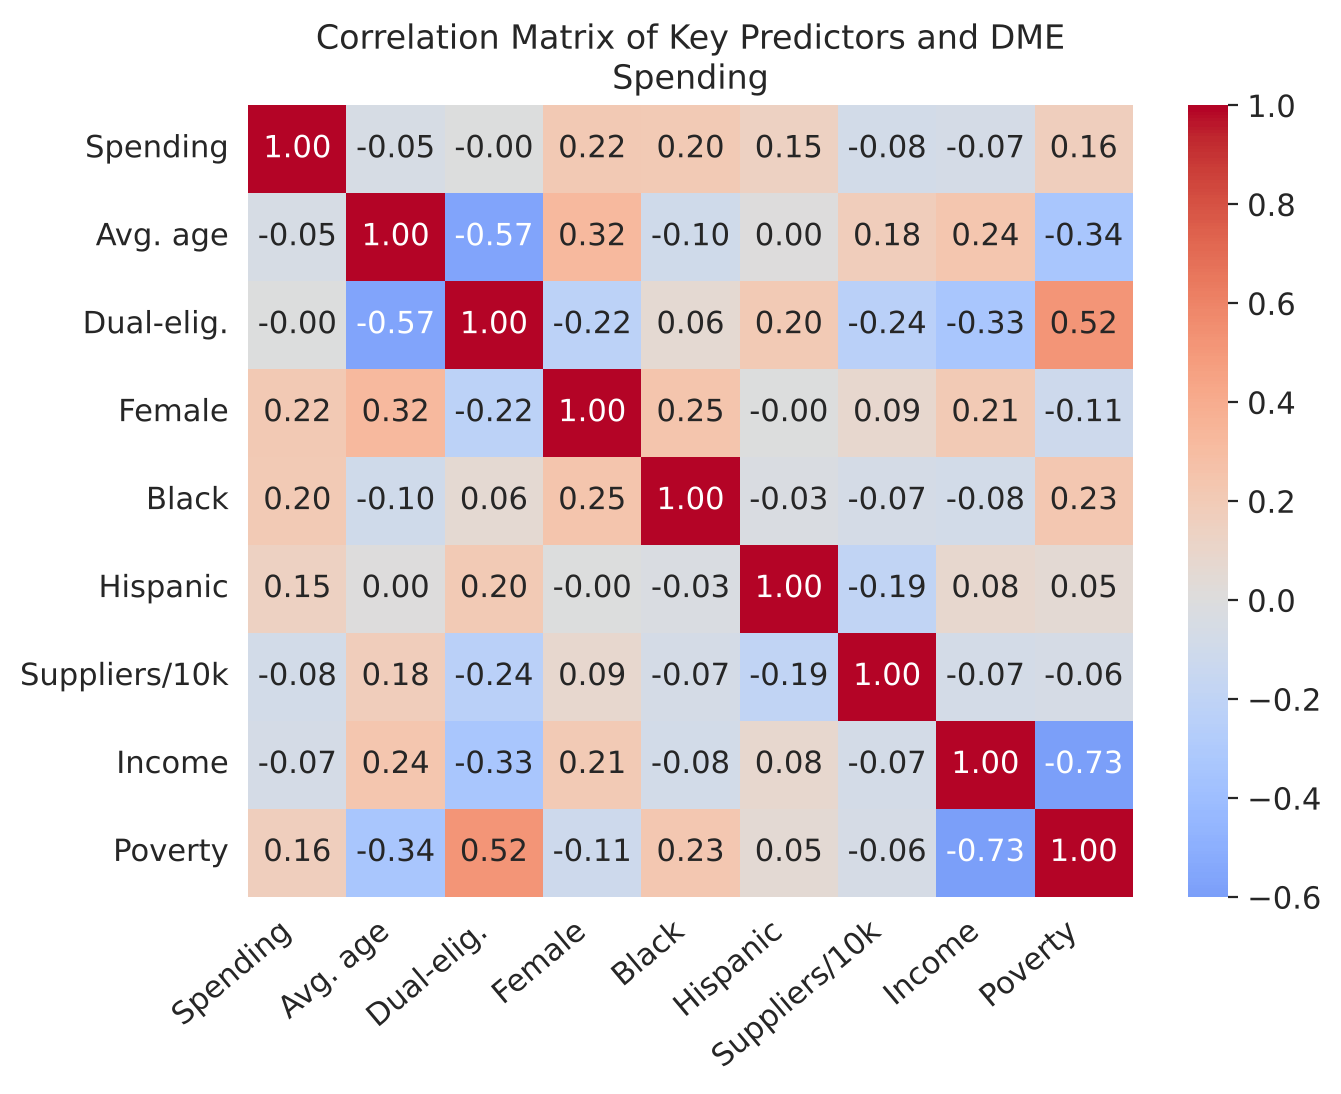 Correlation Matrix of Key Predictors and DME
Spending
Spending 1.00 -0.05 -0.00 0.22 0.20 0.15 -0.08 -0.07 0.16
Avg. age -0.05 1.00 -0.57 0.32 -0.10 0.00 0.18 0.24 -0.34
Dual-elig. -0.00 -0.57 1.00 -0.22 0.06 0.20 -0.24 -0.33 0.52
Female 0.22 0.32 -0.22 1.00 0.25 -0.00 0.09 0.21 -0.11
Black 0.20 -0.10 0.06 0.25 1.00 -0.03 -0.07 -0.08 0.23
Hispanic 0.15 0.00 0.20 -0.00 -0.03 1.00 -0.19 0.08 0.05
Suppliers/10k -0.08 0.18 -0.24 0.09 -0.07 -0.19 1.00 -0.07 -0.06
Income -0.07 0.24 -0.33 0.21 -0.08 0.08 -0.07 1.00 -0.73
Poverty 0.16 -0.34 0.52 -0.11 0.23 0.05 -0.06 -0.73 1.00
Spending Avg. age Dual-elig. Female Black Hispanic Suppliers/10k Income Poverty
1.0
0.8
0.6
0.4
0.2
0.0
−0.2
−0.4
−0.6